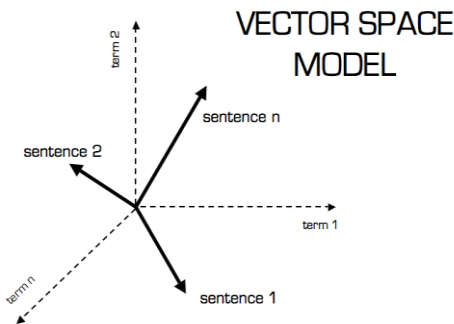 VECTOR SPACE
MODEL
term 2
sentence n
sentence 2
term 1
term n
sentence 1